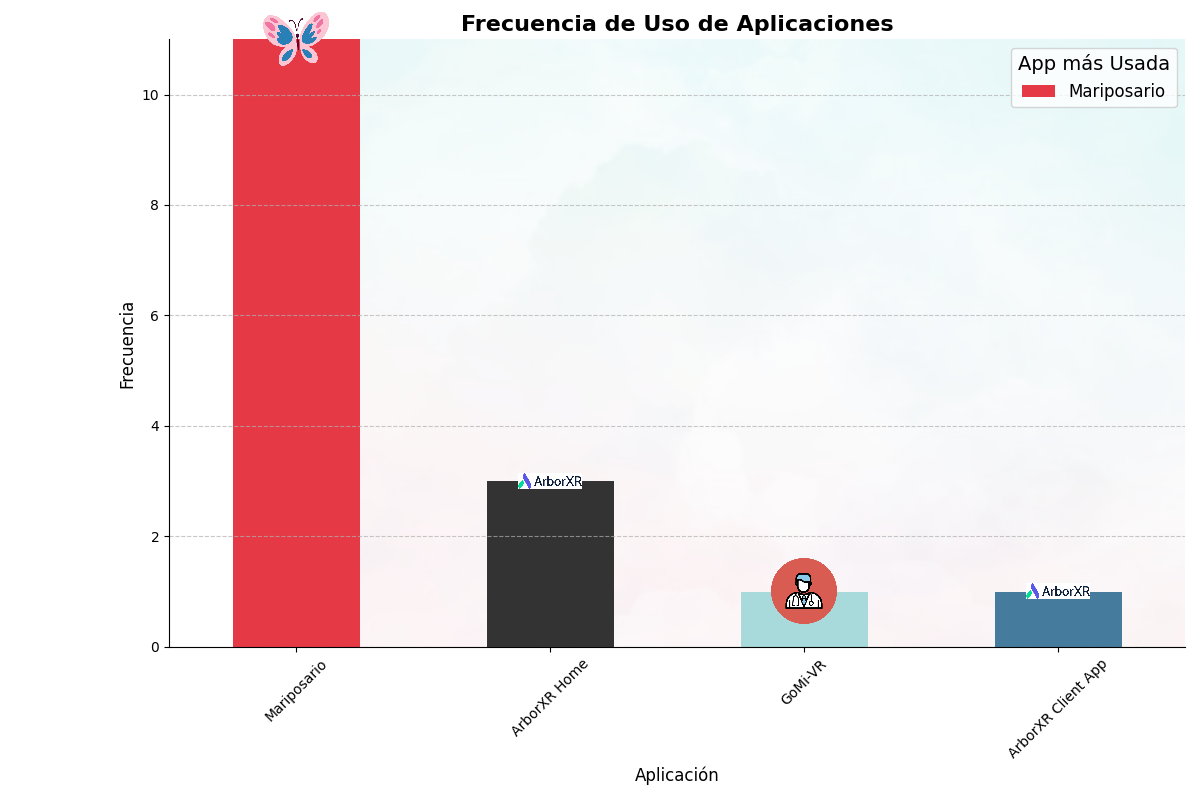 Frecuencia de Uso de Aplicaciones
App más Usada
Mariposario
Frecuencia
10
8
6
4
2
0
ArborXR
ArborXR
Mariposario
ArborXR Home
GoMi-VR
ArborXR Client App
Aplicación